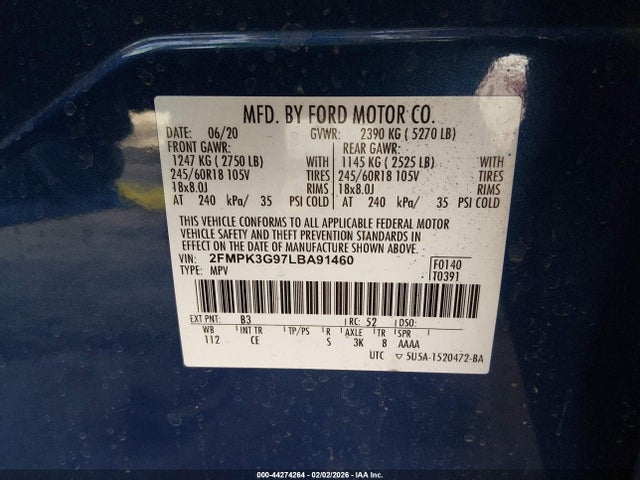 MFD. BY FORD MOTOR CO.
DATE: 06/20 GVWR: 2390 KG ( 5270 LB)
FRONT GAWR: REAR GAWR:
1247 KG ( 2750 LB) WITH 1145 KG ( 2525 LB) WITH
245/60R18 105V TIRES 245/60R18 105V TIRES
18x8.0J RIMS 18x8.0J RIMS
AT 240 kPa/ 35 PSI COLD AT 240 kPa/ 35 PSI COLD
THIS VEHICLE CONFORMS TO ALL APPLICABLE FEDERAL MOTOR
VEHICLE SAFETY AND THEFT PREVENTION STANDARDS IN
EFFECT ON THE DATE OF MANUFACTURE SHOWN ABOVE.
VIN: 2FMPK3G97LBA91460 F0140
TYPE: MPV T0391
EXT PNT: B3 RC: 52 DSO:
WB INT TR TP/PS R AXLE TR SPR
112 CE S 3K 8 AAAA
UTC 5U5A-1520472-BA
000-44274264 - 02/02/2026 - IAA Inc.